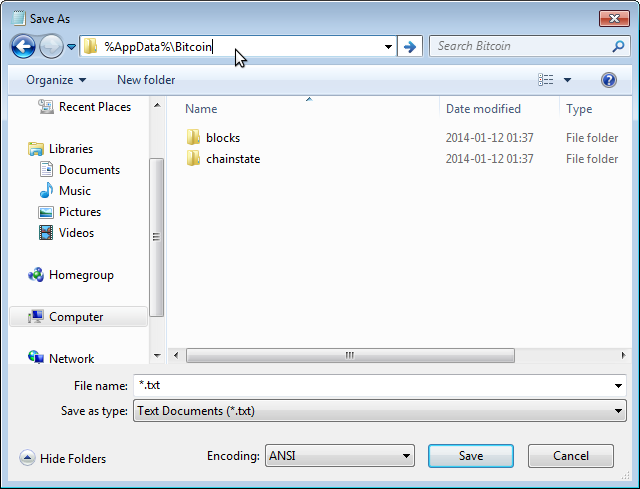 Save As
%AppData%\Bitcoin
Search Bitcoin
Organize
New folder
Name
Date modified
Type
Recent Places
Libraries
Documents
Music
Pictures
Videos
Homegroup
Computer
Network
blocks 2014-01-12 01:37 File folder
chainstate 2014-01-12 01:37 File folder
File name: *.txt
Save as type: Text Documents (*.txt)
Hide Folders
Encoding: ANSI
Save
Cancel